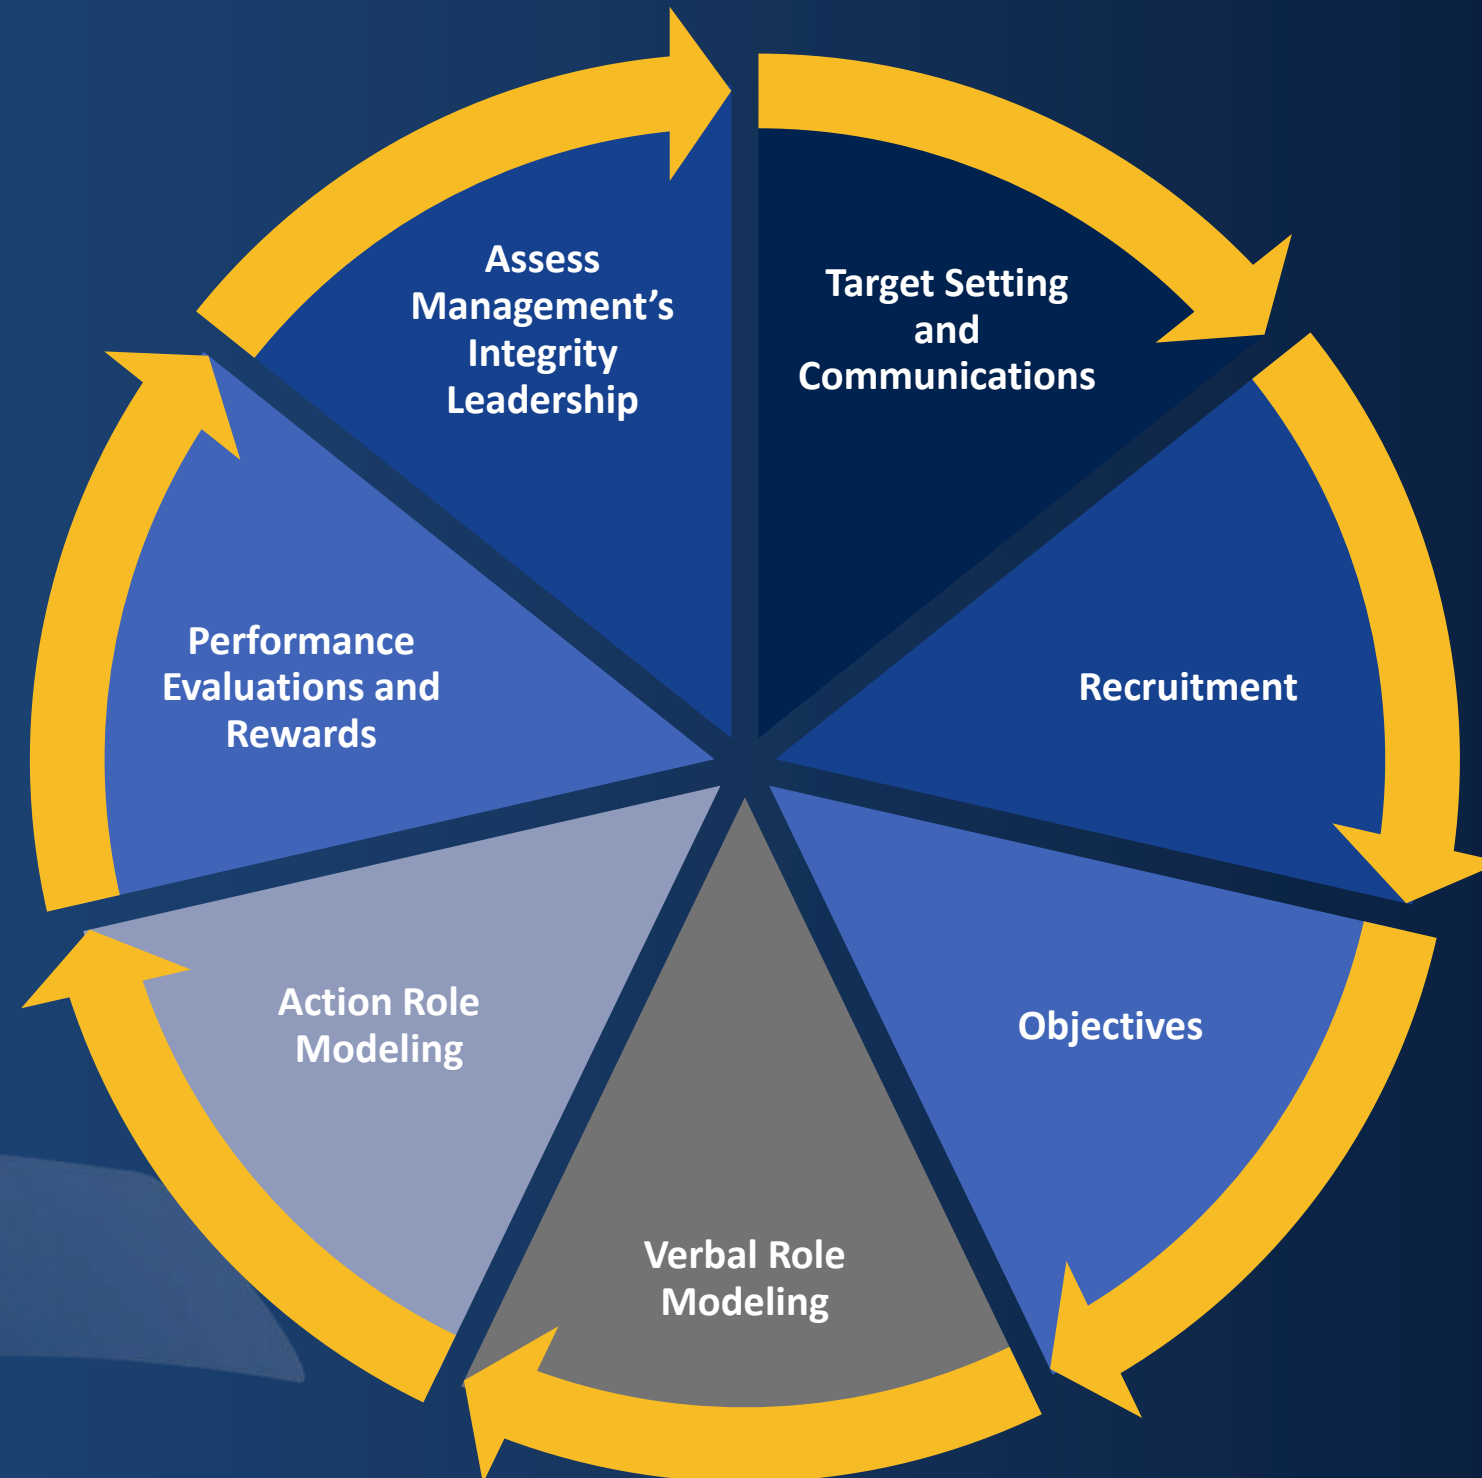 Target Setting
and
Communications
Recruitment
Objectives
Verbal Role
Modeling
Action Role
Modeling
Performance
Evaluations and
Rewards
Assess
Management’s
Integrity
Leadership